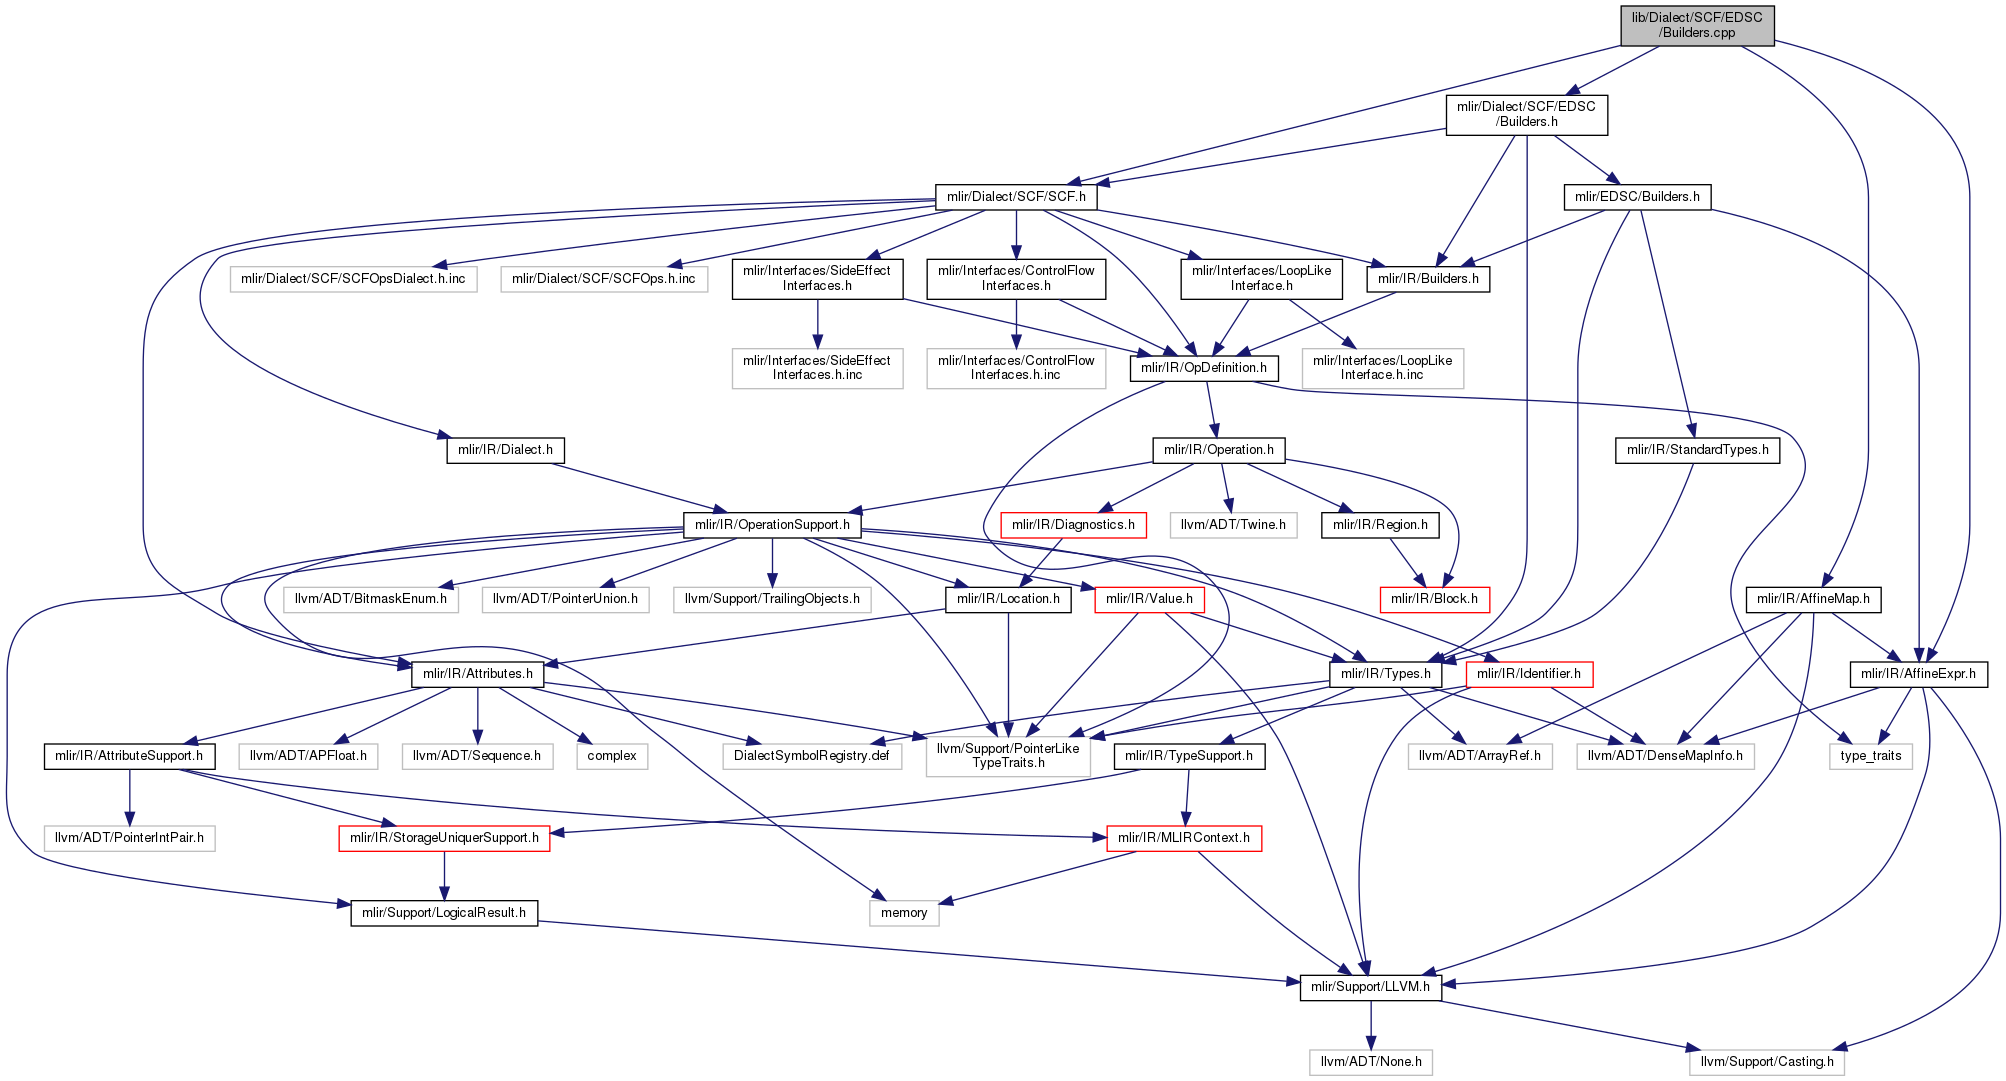 lib/Dialect/SCF/EDSC
/Builders.cpp
mlir/Dialect/SCF/EDSC
/Builders.h
mlir/Dialect/SCF/SCF.h
mlir/EDSC/Builders.h
mlir/Dialect/SCF/SCFOpsDialect.h.inc
mlir/Dialect/SCF/SCFOps.h.inc
mlir/Interfaces/SideEffect
Interfaces.h
mlir/Interfaces/ControlFlow
Interfaces.h
mlir/Interfaces/LoopLike
Interface.h
mlir/IR/Builders.h
mlir/Interfaces/SideEffect
Interfaces.h.inc
mlir/Interfaces/ControlFlow
Interfaces.h.inc
mlir/IR/OpDefinition.h
mlir/Interfaces/LoopLike
Interface.h.inc
mlir/IR/Dialect.h
mlir/IR/Operation.h
mlir/IR/StandardTypes.h
mlir/IR/OperationSupport.h
mlir/IR/Diagnostics.h
llvm/ADT/Twine.h
mlir/IR/Region.h
llvm/ADT/BitmaskEnum.h
llvm/ADT/PointerUnion.h
llvm/Support/TrailingObjects.h
mlir/IR/Location.h
mlir/IR/Value.h
mlir/IR/Block.h
mlir/IR/AffineMap.h
mlir/IR/Attributes.h
mlir/IR/Types.h
mlir/IR/Identifier.h
mlir/IR/AffineExpr.h
mlir/IR/AttributeSupport.h
llvm/ADT/APFloat.h
llvm/ADT/Sequence.h
complex
DialectSymbolRegistry.def
llvm/Support/PointerLike
TypeTraits.h
mlir/IR/TypeSupport.h
llvm/ADT/ArrayRef.h
llvm/ADT/DenseMapInfo.h
type_traits
llvm/ADT/PointerIntPair.h
mlir/IR/StorageUniquerSupport.h
mlir/IR/MLIRContext.h
mlir/Support/LogicalResult.h
memory
mlir/Support/LLVM.h
llvm/ADT/None.h
llvm/Support/Casting.h